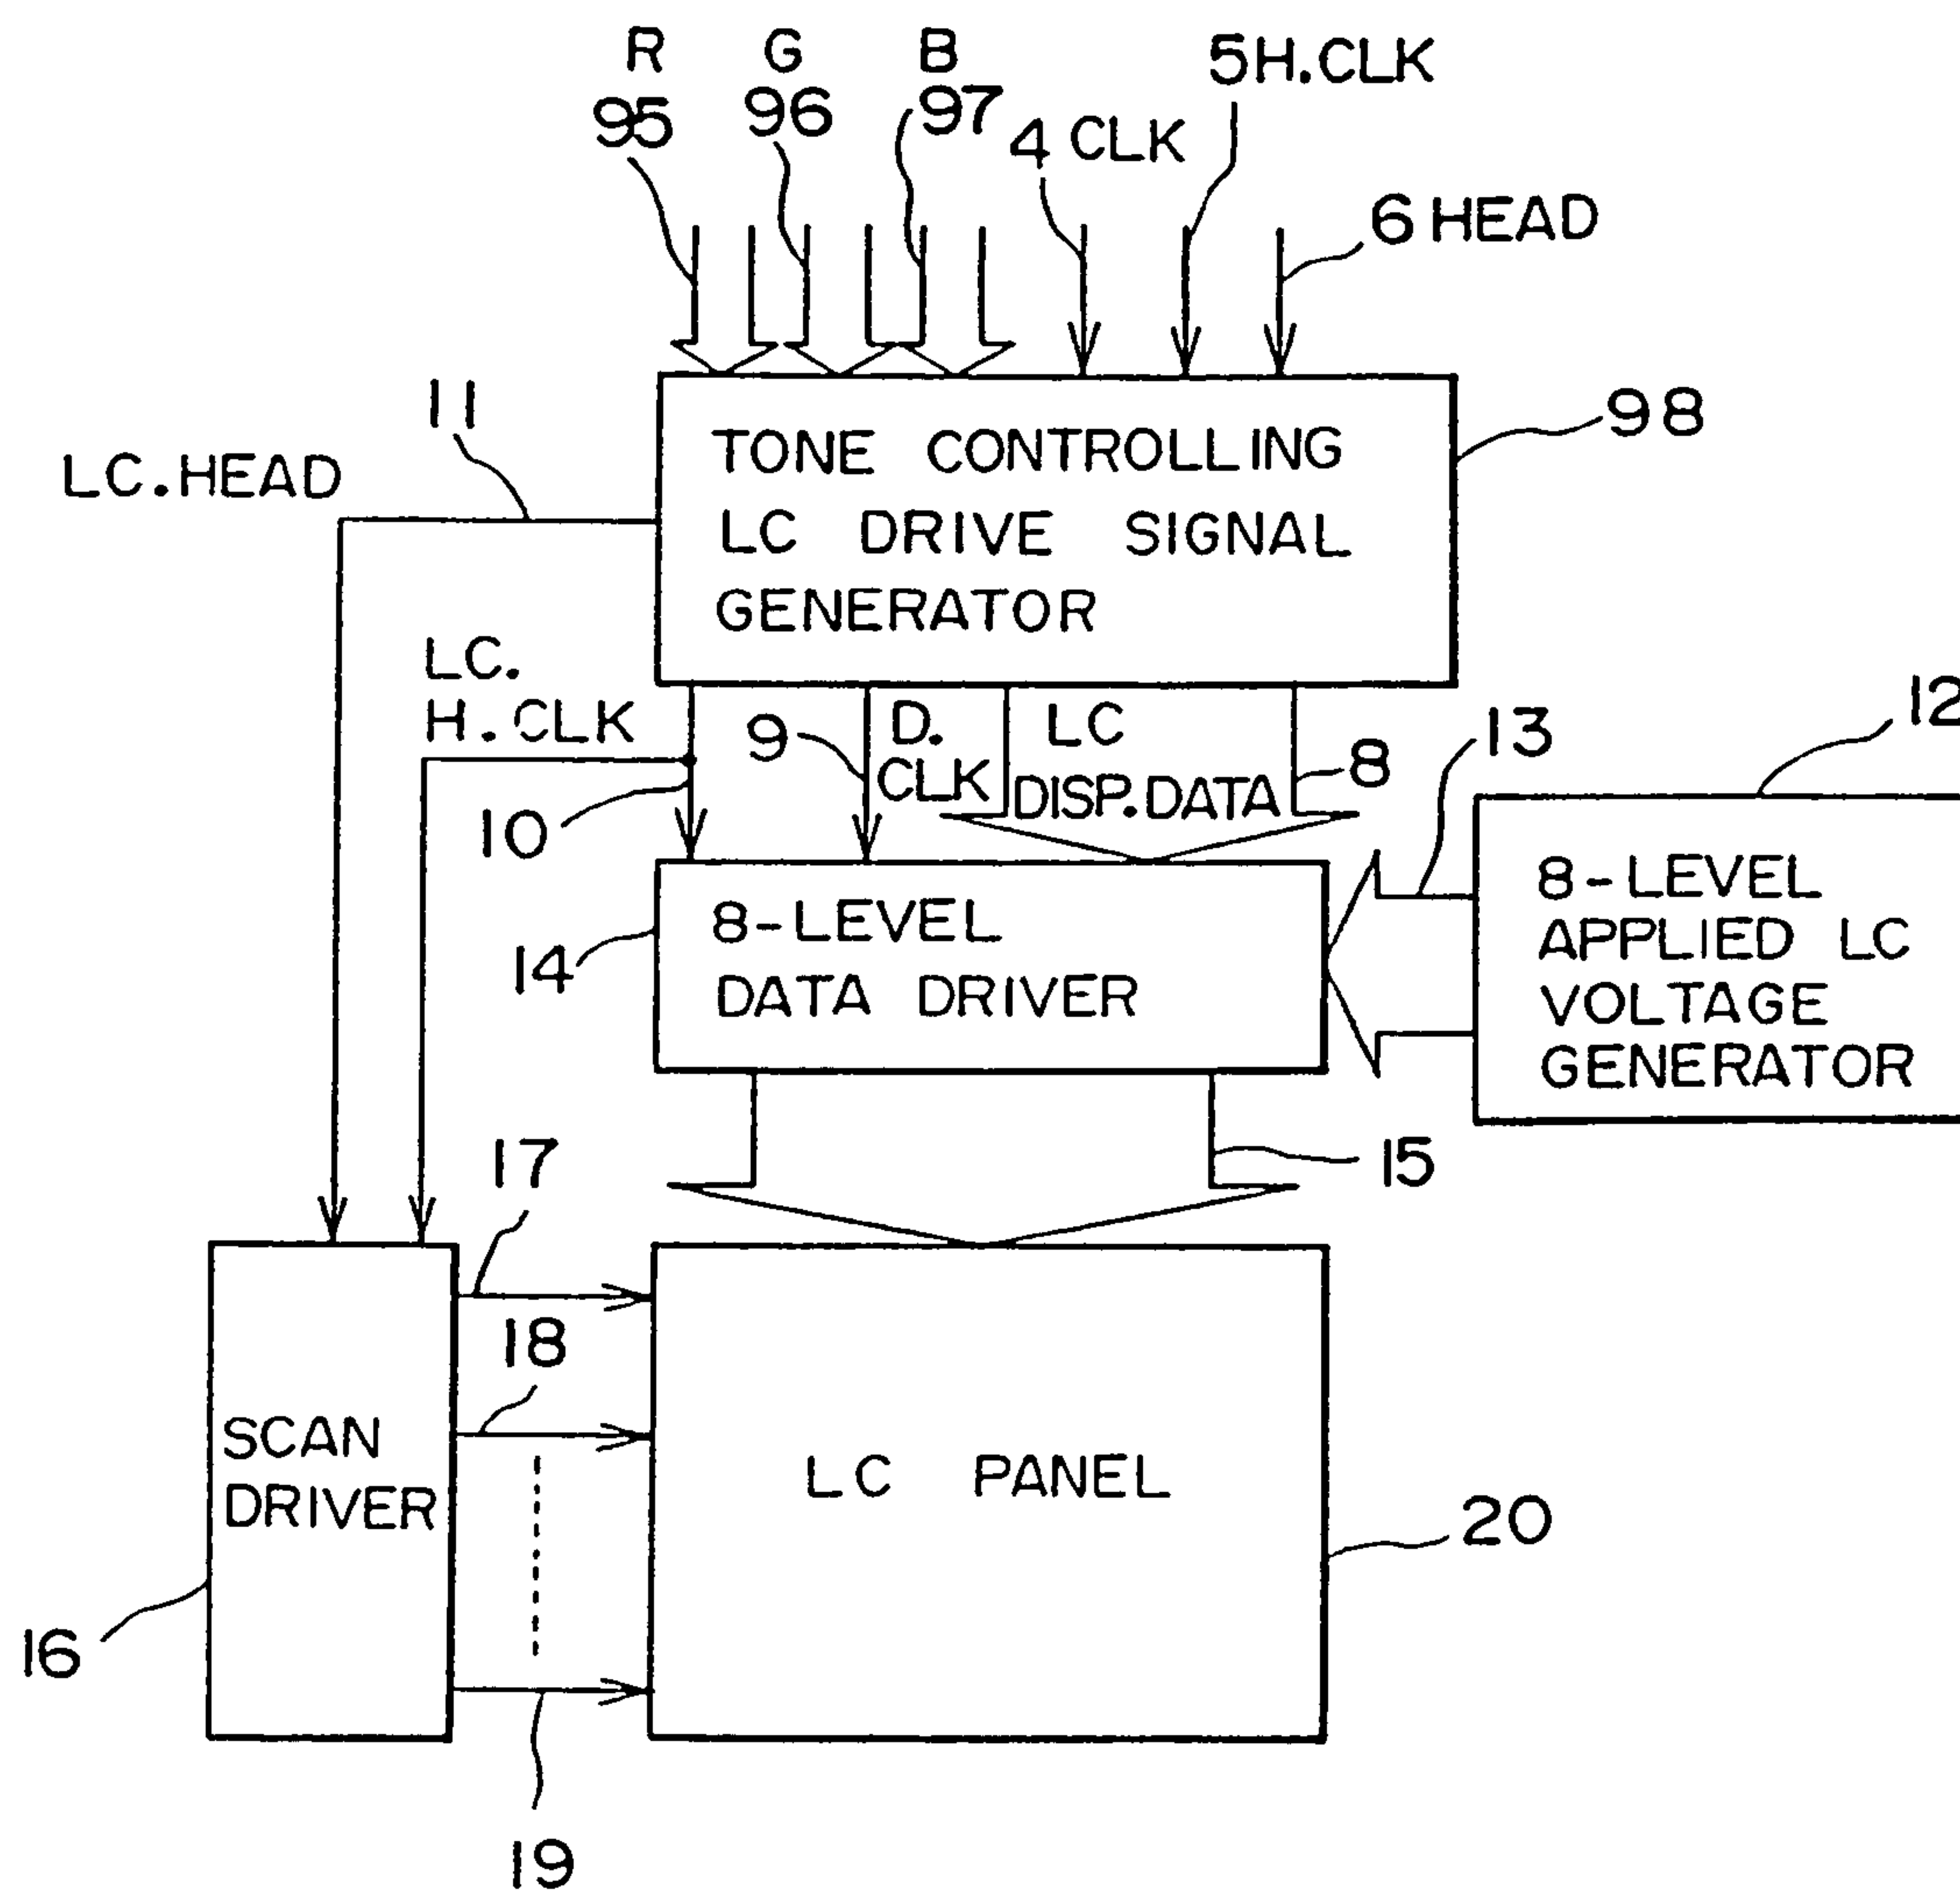 R G B 5H.CLK
95 96 97 4 CLK
6 HEAD
11
98
TONE CONTROLLING
LC DRIVE SIGNAL
GENERATOR
LC.HEAD
LC.
H.CLK
9
D.
CLK
LC
DISP.DATA
8
13
12
10
14
8-LEVEL
DATA DRIVER
8-LEVEL
APPLIED LC
VOLTAGE
GENERATOR
17
15
18
SCAN
DRIVER
LC PANEL
20
16
19